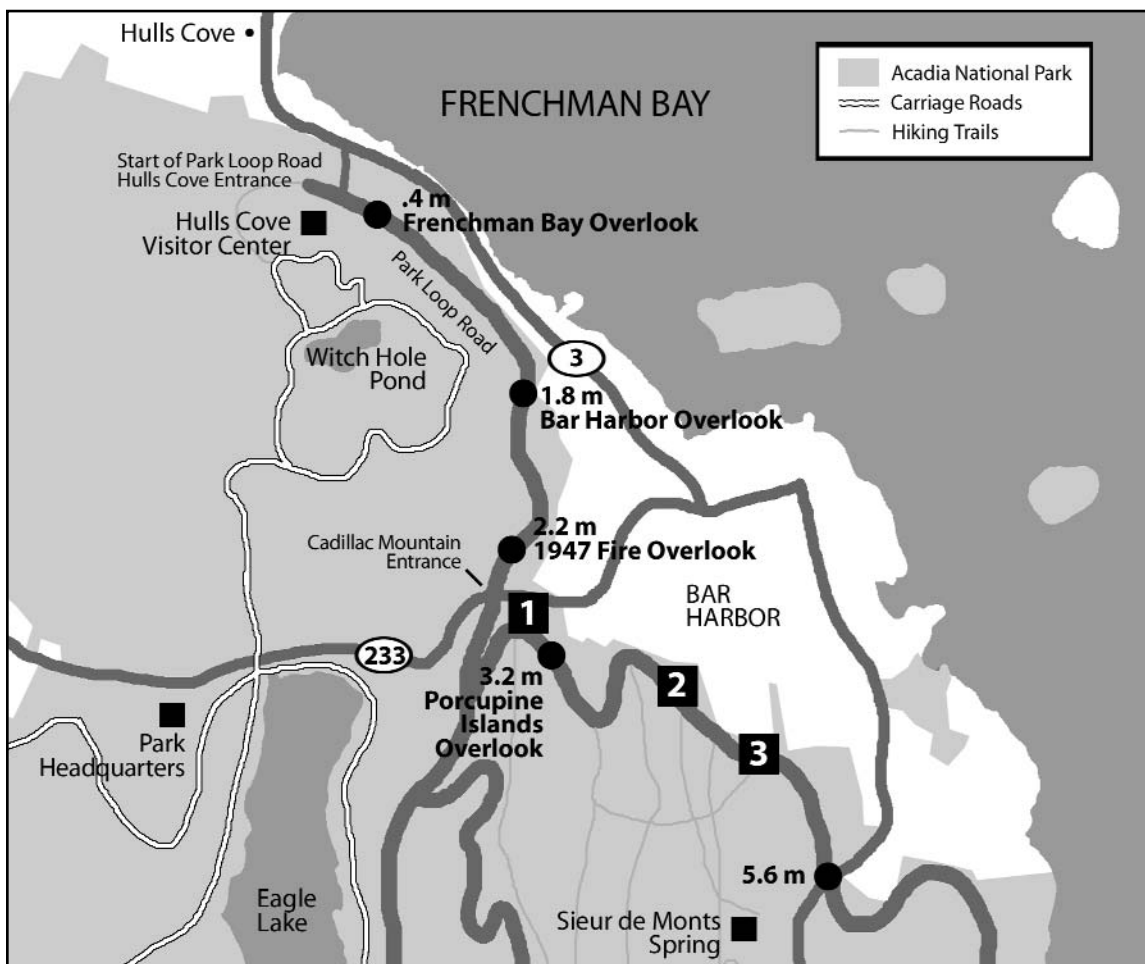 Hulls Cove
FRENCHMAN BAY
Acadia National Park
Carriage Roads
Hiking Trails
Start of Park Loop Road
Hulls Cove Entrance
.4 m
Frenchman Bay Overlook
Hulls Cove
Visitor Center
Park Loop Road
Witch Hole
Pond
3
1.8 m
Bar Harbor Overlook
2.2 m
1947 Fire Overlook
Cadillac Mountain
Entrance
BAR
HARBOR
1
233
3.2 m
Porcupine
Islands
Overlook
2
3
Park
Headquarters
5.6 m
Eagle
Lake
Sieur de Monts
Spring